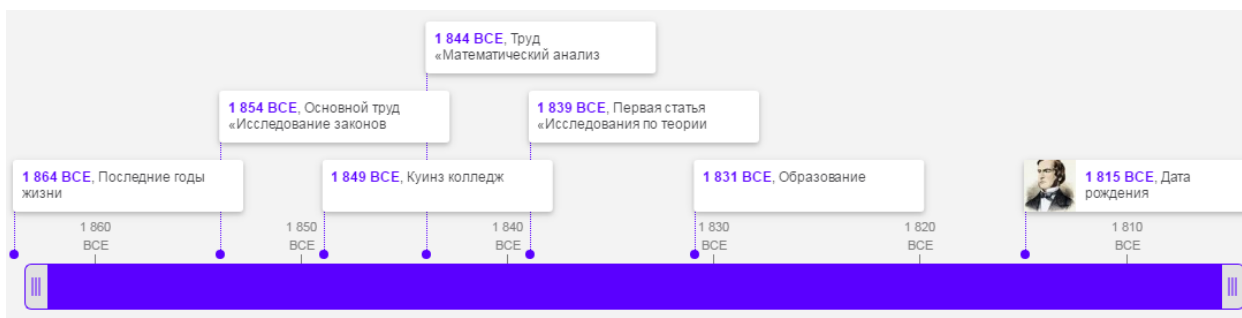 1 844 BCE, Труд
«Математический анализ
1 854 BCE, Основной труд
«Исследование законов
1 839 BCE, Первая статья
«Исследования по теории
1 864 BCE, Последние годы
жизни
1 849 BCE, Куинз колледж
1 831 BCE, Образование
1 815 BCE, Дата
рождения
1 860
BCE
1 850
BCE
1 840
BCE
1 830
BCE
1 820
BCE
1 810
BCE